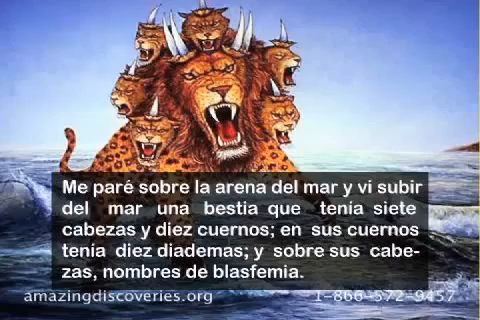 Me paré sobre la arena del mar y vi subir
del mar una bestia que tenía siete
cabezas y diez cuernos; en sus cuernos
tenía diez diademas; y sobre sus cabe-
zas, nombres de blasfemia.
amazingdiscoveries.org 1-866-572-9457